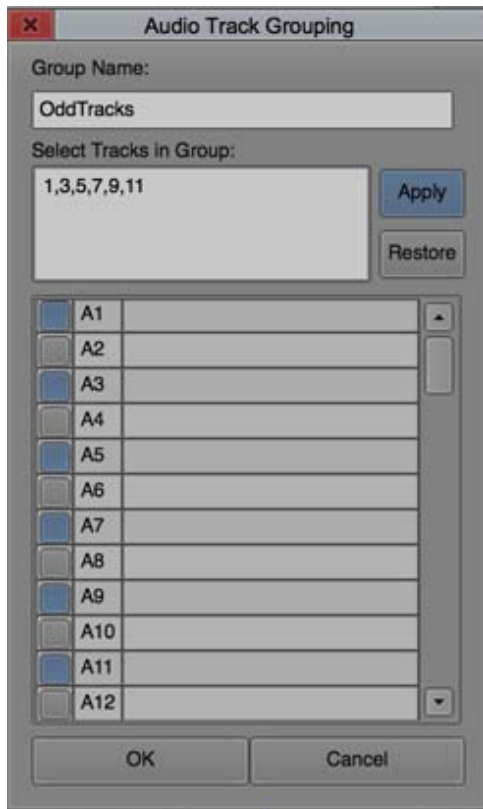 Audio Track Grouping
Group Name:
OddTracks
Select Tracks in Group:
1,3,5,7,9,11
Apply
Restore
A1
A2
A3
A4
A5
A6
A7
A8
A9
A10
A11
A12
OK
Cancel